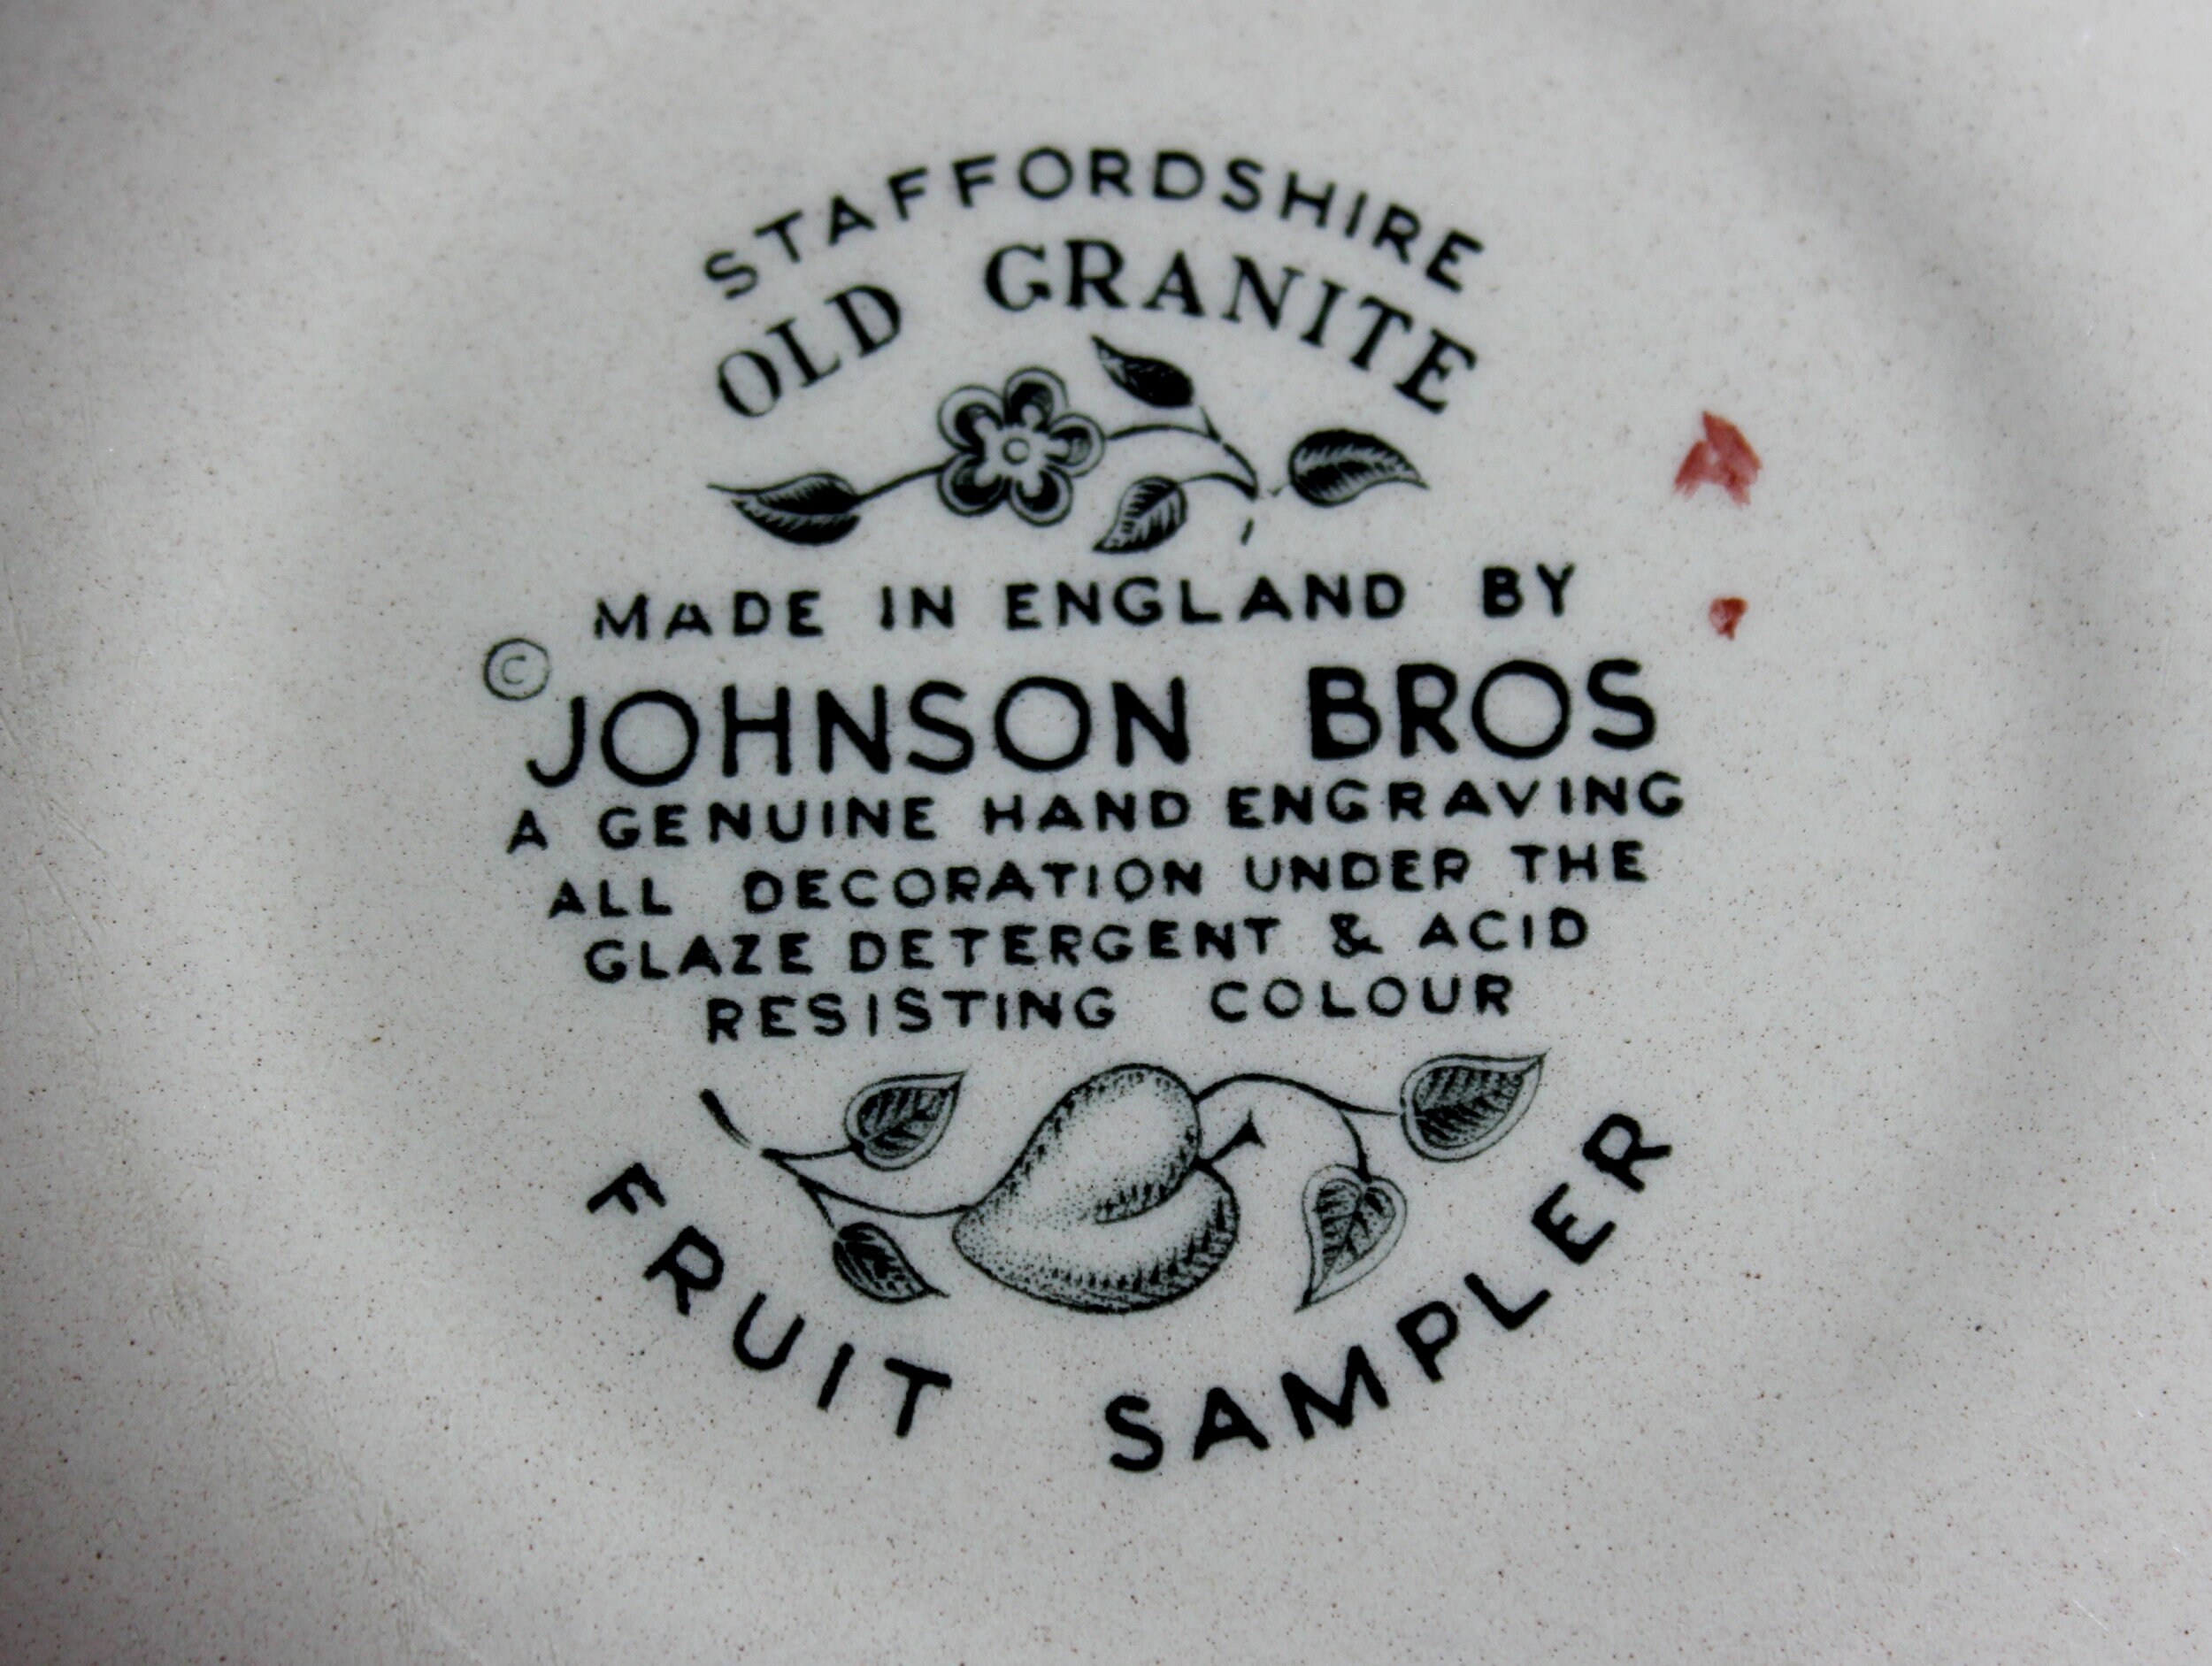 STAFFORDSHIRE
OLD GRANITE
MADE IN ENGLAND BY
©
JOHNSON BROS
A GENUINE HAND ENGRAVING
ALL DECORATION UNDER THE
GLAZE DETERGENT & ACID
RESISTING COLOUR
FRUIT SAMPLER